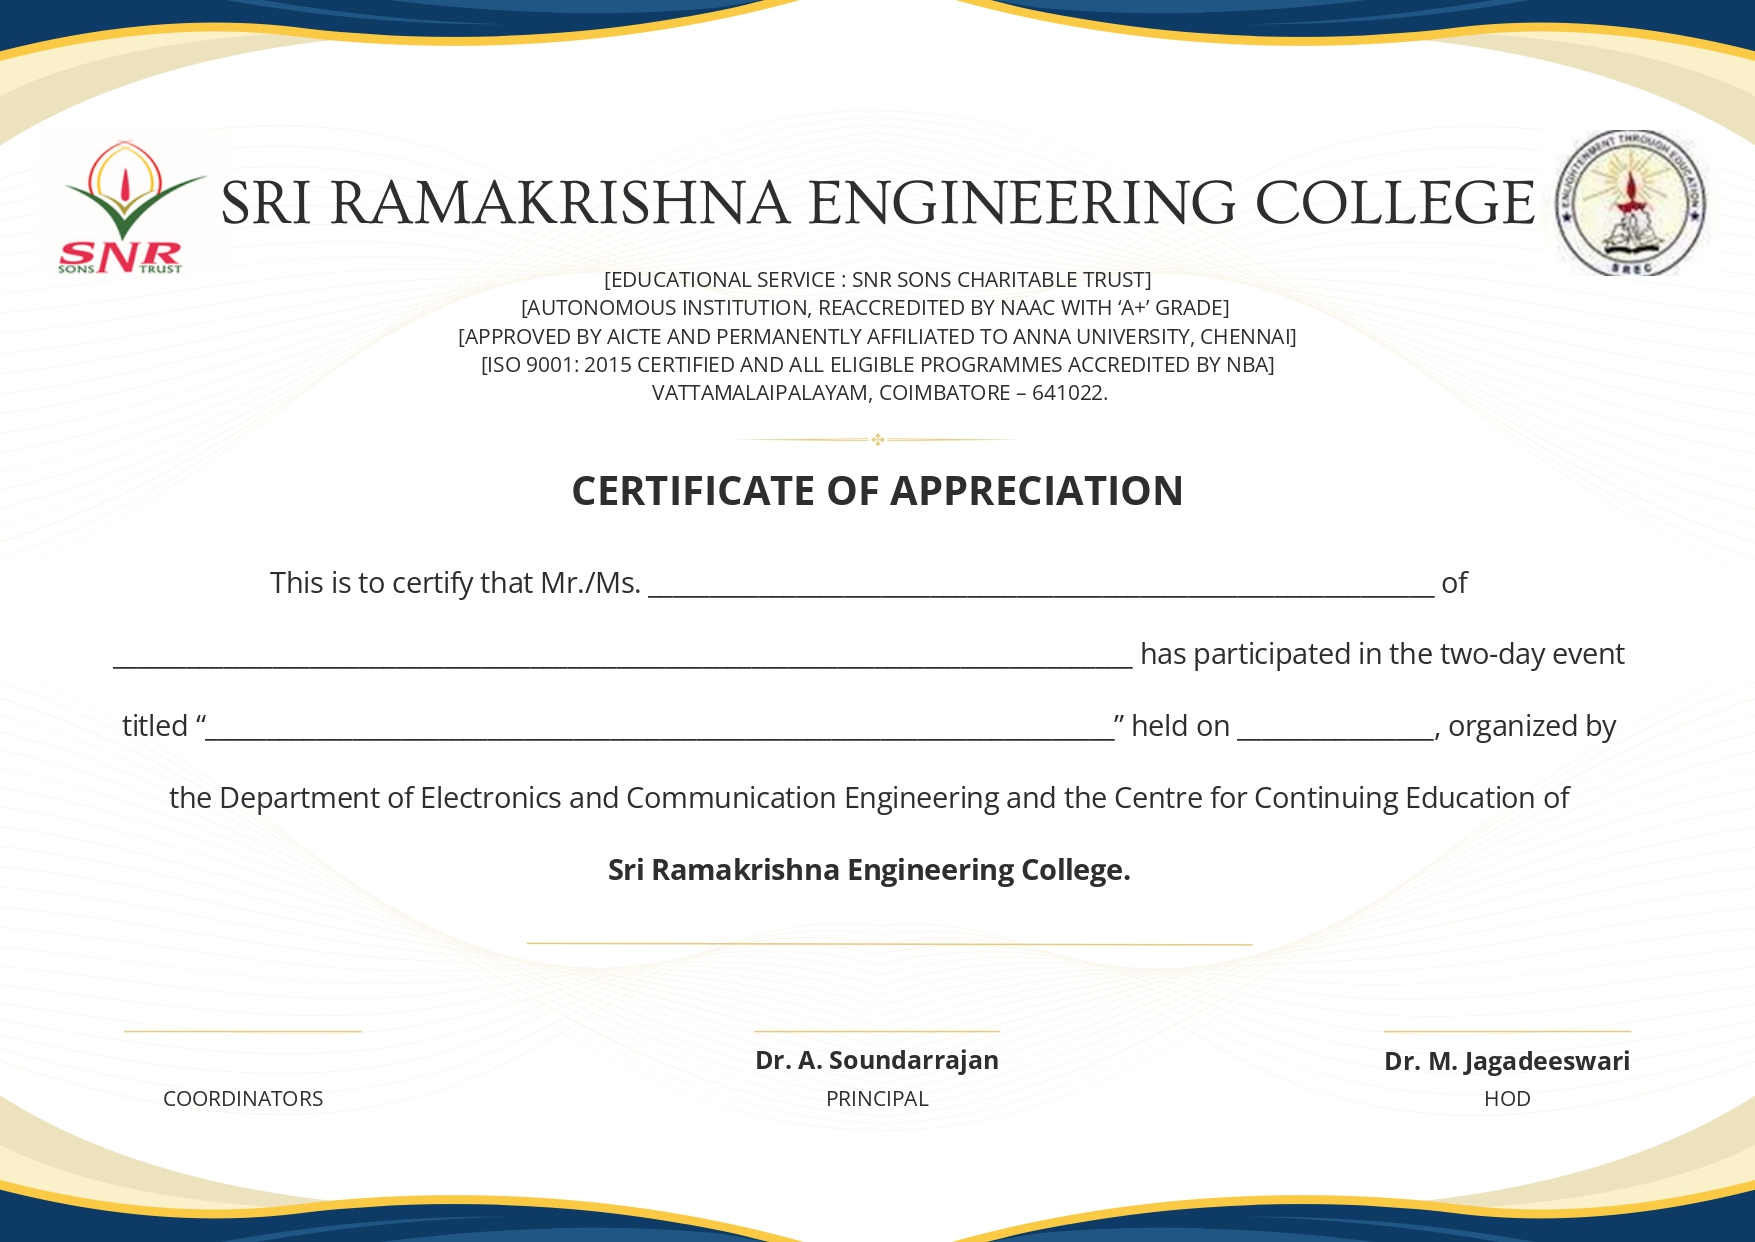 SRI RAMAKRISHNA ENGINEERING COLLEGE
SNR
SONS TRUST
ENLIGHTENMENT THROUGH EDUCATION
SREC
[EDUCATIONAL SERVICE : SNR SONS CHARITABLE TRUST]
[AUTONOMOUS INSTITUTION, REACCREDITED BY NAAC WITH ‘A+’ GRADE]
[APPROVED BY AICTE AND PERMANENTLY AFFILIATED TO ANNA UNIVERSITY, CHENNAI]
[ISO 9001: 2015 CERTIFIED AND ALL ELIGIBLE PROGRAMMES ACCREDITED BY NBA]
VATTAMALAIPALAYAM, COIMBATORE – 641022.
CERTIFICATE OF APPRECIATION
This is to certify that Mr./Ms. ____________________ of
____________________ has participated in the two-day event
titled “____________________” held on __________, organized by
the Department of Electronics and Communication Engineering and the Centre for Continuing Education of
Sri Ramakrishna Engineering College.
COORDINATORS
Dr. A. Soundarrajan
PRINCIPAL
Dr. M. Jagadeeswari
HOD